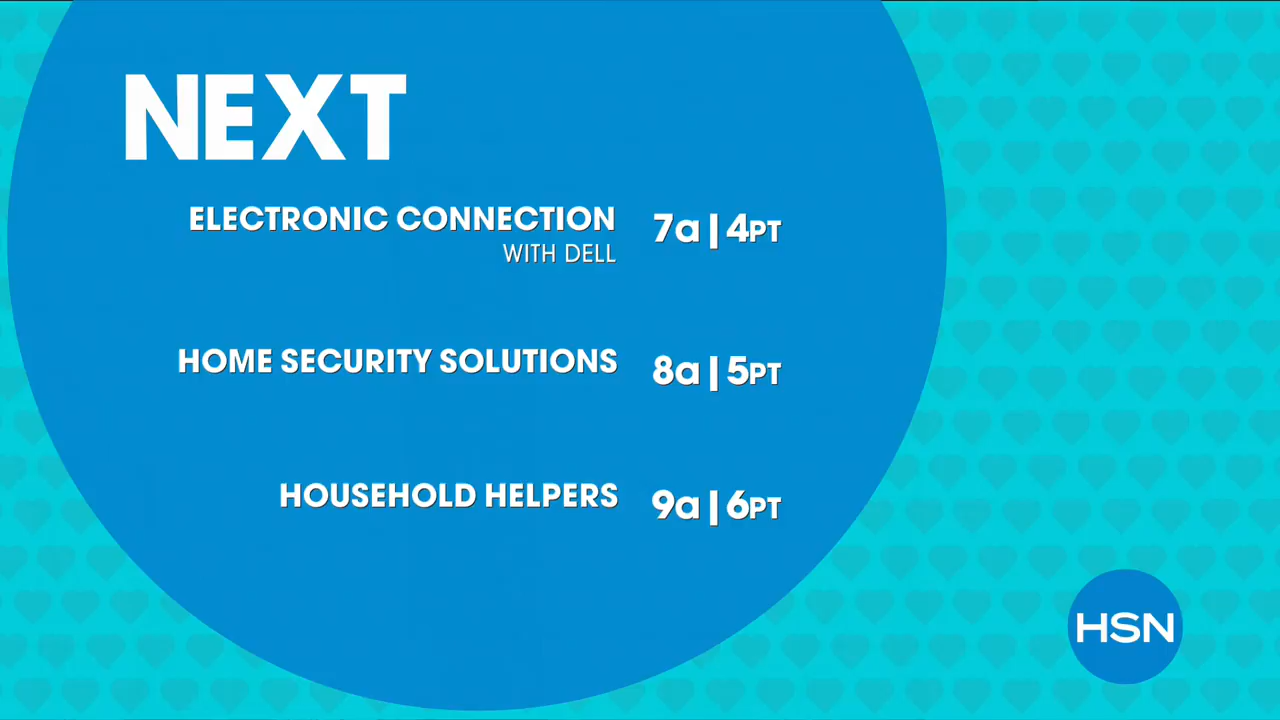 NEXT
ELECTRONIC CONNECTION 7a | 4PT
WITH DELL
HOME SECURITY SOLUTIONS 8a | 5PT
HOUSEHOLD HELPERS 9a | 6PT
HSN